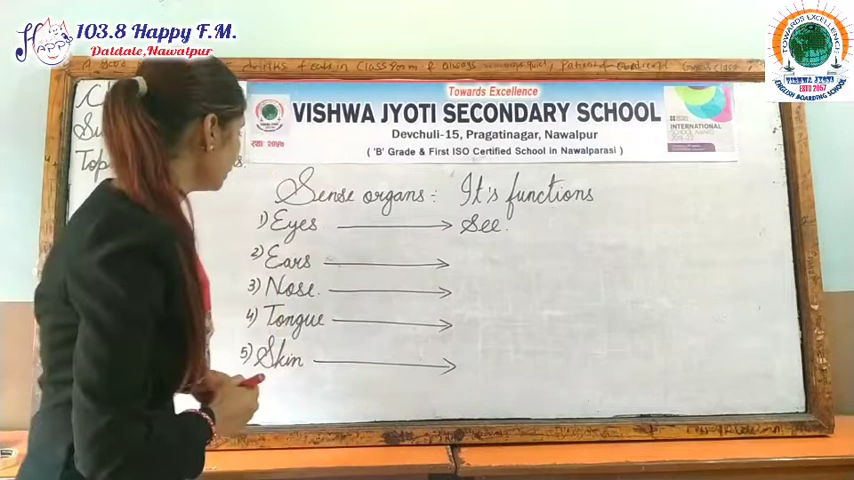 103.8 Happy F.M.
Daldale, Nawalpur
TOWARDS EXCELLENCE
VISHWA JYOTI
ESTD 2057
ENGLISH BOARDING SCHOOL
Towards Excellence
VISHWA JYOTI SECONDARY SCHOOL
Devchuli-15, Pragatinagar, Nawalpur
( 'B' Grade & First ISO Certified School in Nawalparasi )
INTERNATIONAL
Sense organs : It's functions
1) Eyes → See.
2) Ears →
3) Nose. →
4) Tongue →
5) Skin →